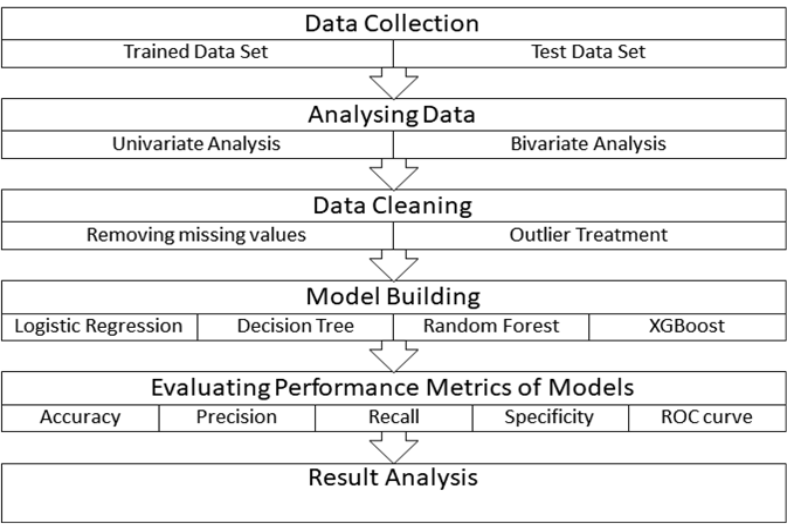 Data Collection
Trained Data Set Test Data Set
Analysing Data
Univariate Analysis Bivariate Analysis
Data Cleaning
Removing missing values Outlier Treatment
Model Building
Logistic Regression Decision Tree Random Forest XGBoost
Evaluating Performance Metrics of Models
Accuracy Precision Recall Specificity ROC curve
Result Analysis